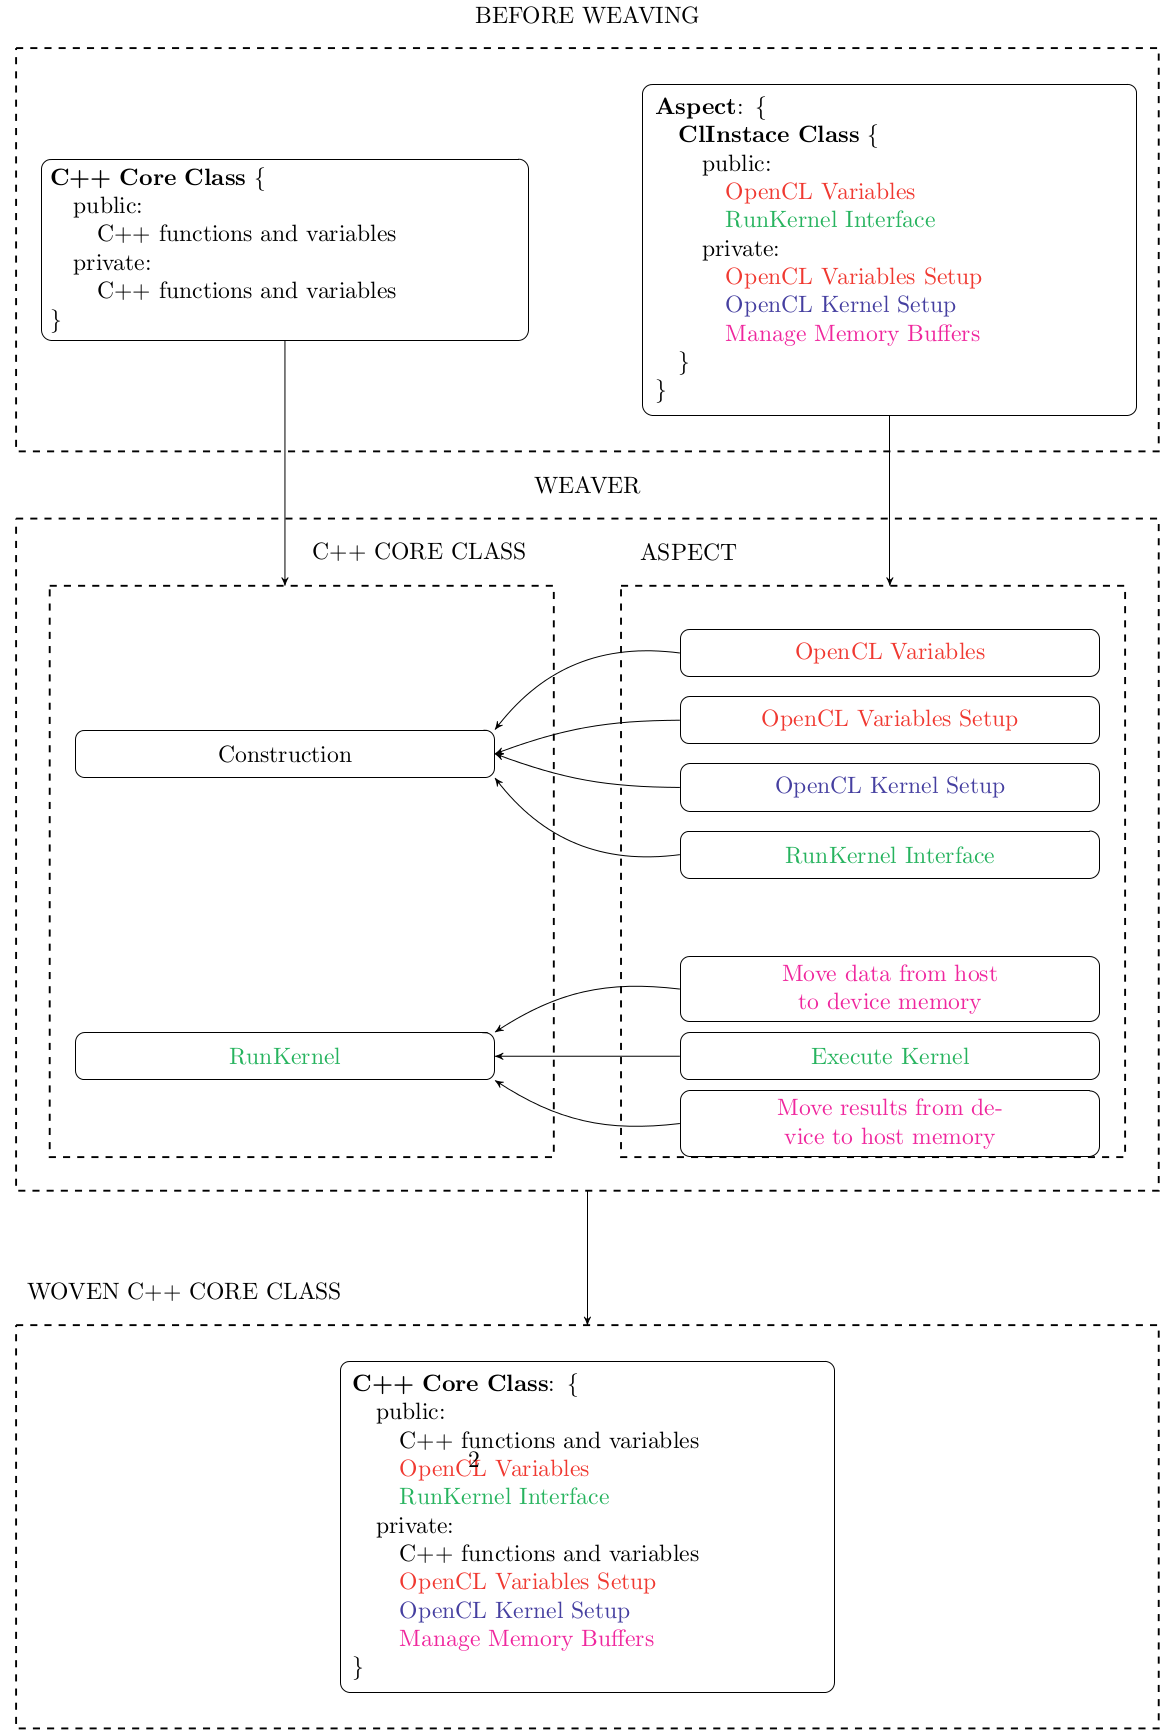 BEFORE WEAVING
C++ Core Class {
public:
C++ functions and variables
private:
C++ functions and variables
}
Aspect: {
ClInstace Class {
public:
OpenCL Variables
RunKernel Interface
private:
OpenCL Variables Setup
OpenCL Kernel Setup
Manage Memory Buffers
}
}
WEAVER
C++ CORE CLASS
ASPECT
Construction
RunKernel
OpenCL Variables
OpenCL Variables Setup
OpenCL Kernel Setup
RunKernel Interface
Move data from host
to device memory
Execute Kernel
Move results from de-
vice to host memory
WOVEN C++ CORE CLASS
C++ Core Class: {
public:
C++ functions and variables
2
OpenCL Variables
RunKernel Interface
private:
C++ functions and variables
OpenCL Variables Setup
OpenCL Kernel Setup
Manage Memory Buffers
}